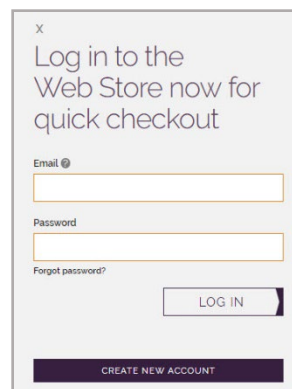 X
Log in to the
Web Store now for
quick checkout
Email ?
Password
Forgot password?
LOG IN
CREATE NEW ACCOUNT